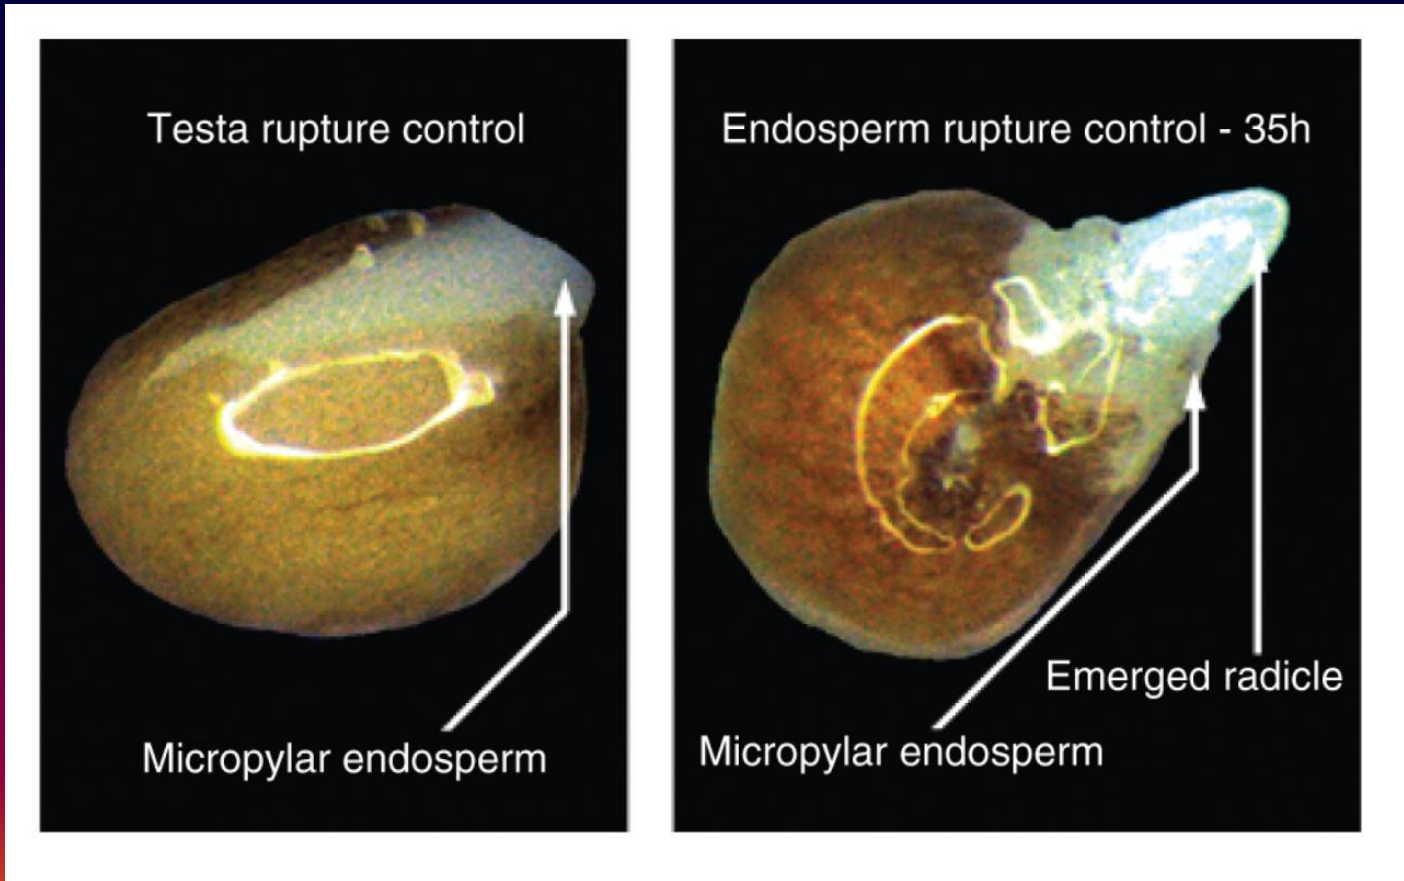 Testa rupture control
Micropylar endosperm
Endosperm rupture control - 35h
Emerged radicle
Micropylar endosperm